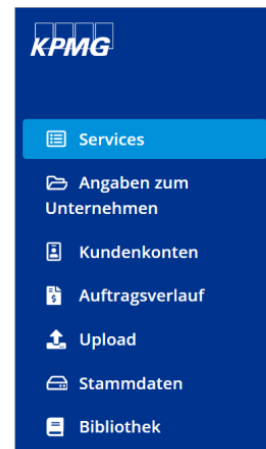 KPMG
Services
Angaben zum
Unternehmen
Kundenkonten
Auftragsverlauf
Upload
Stammdaten
Bibliothek